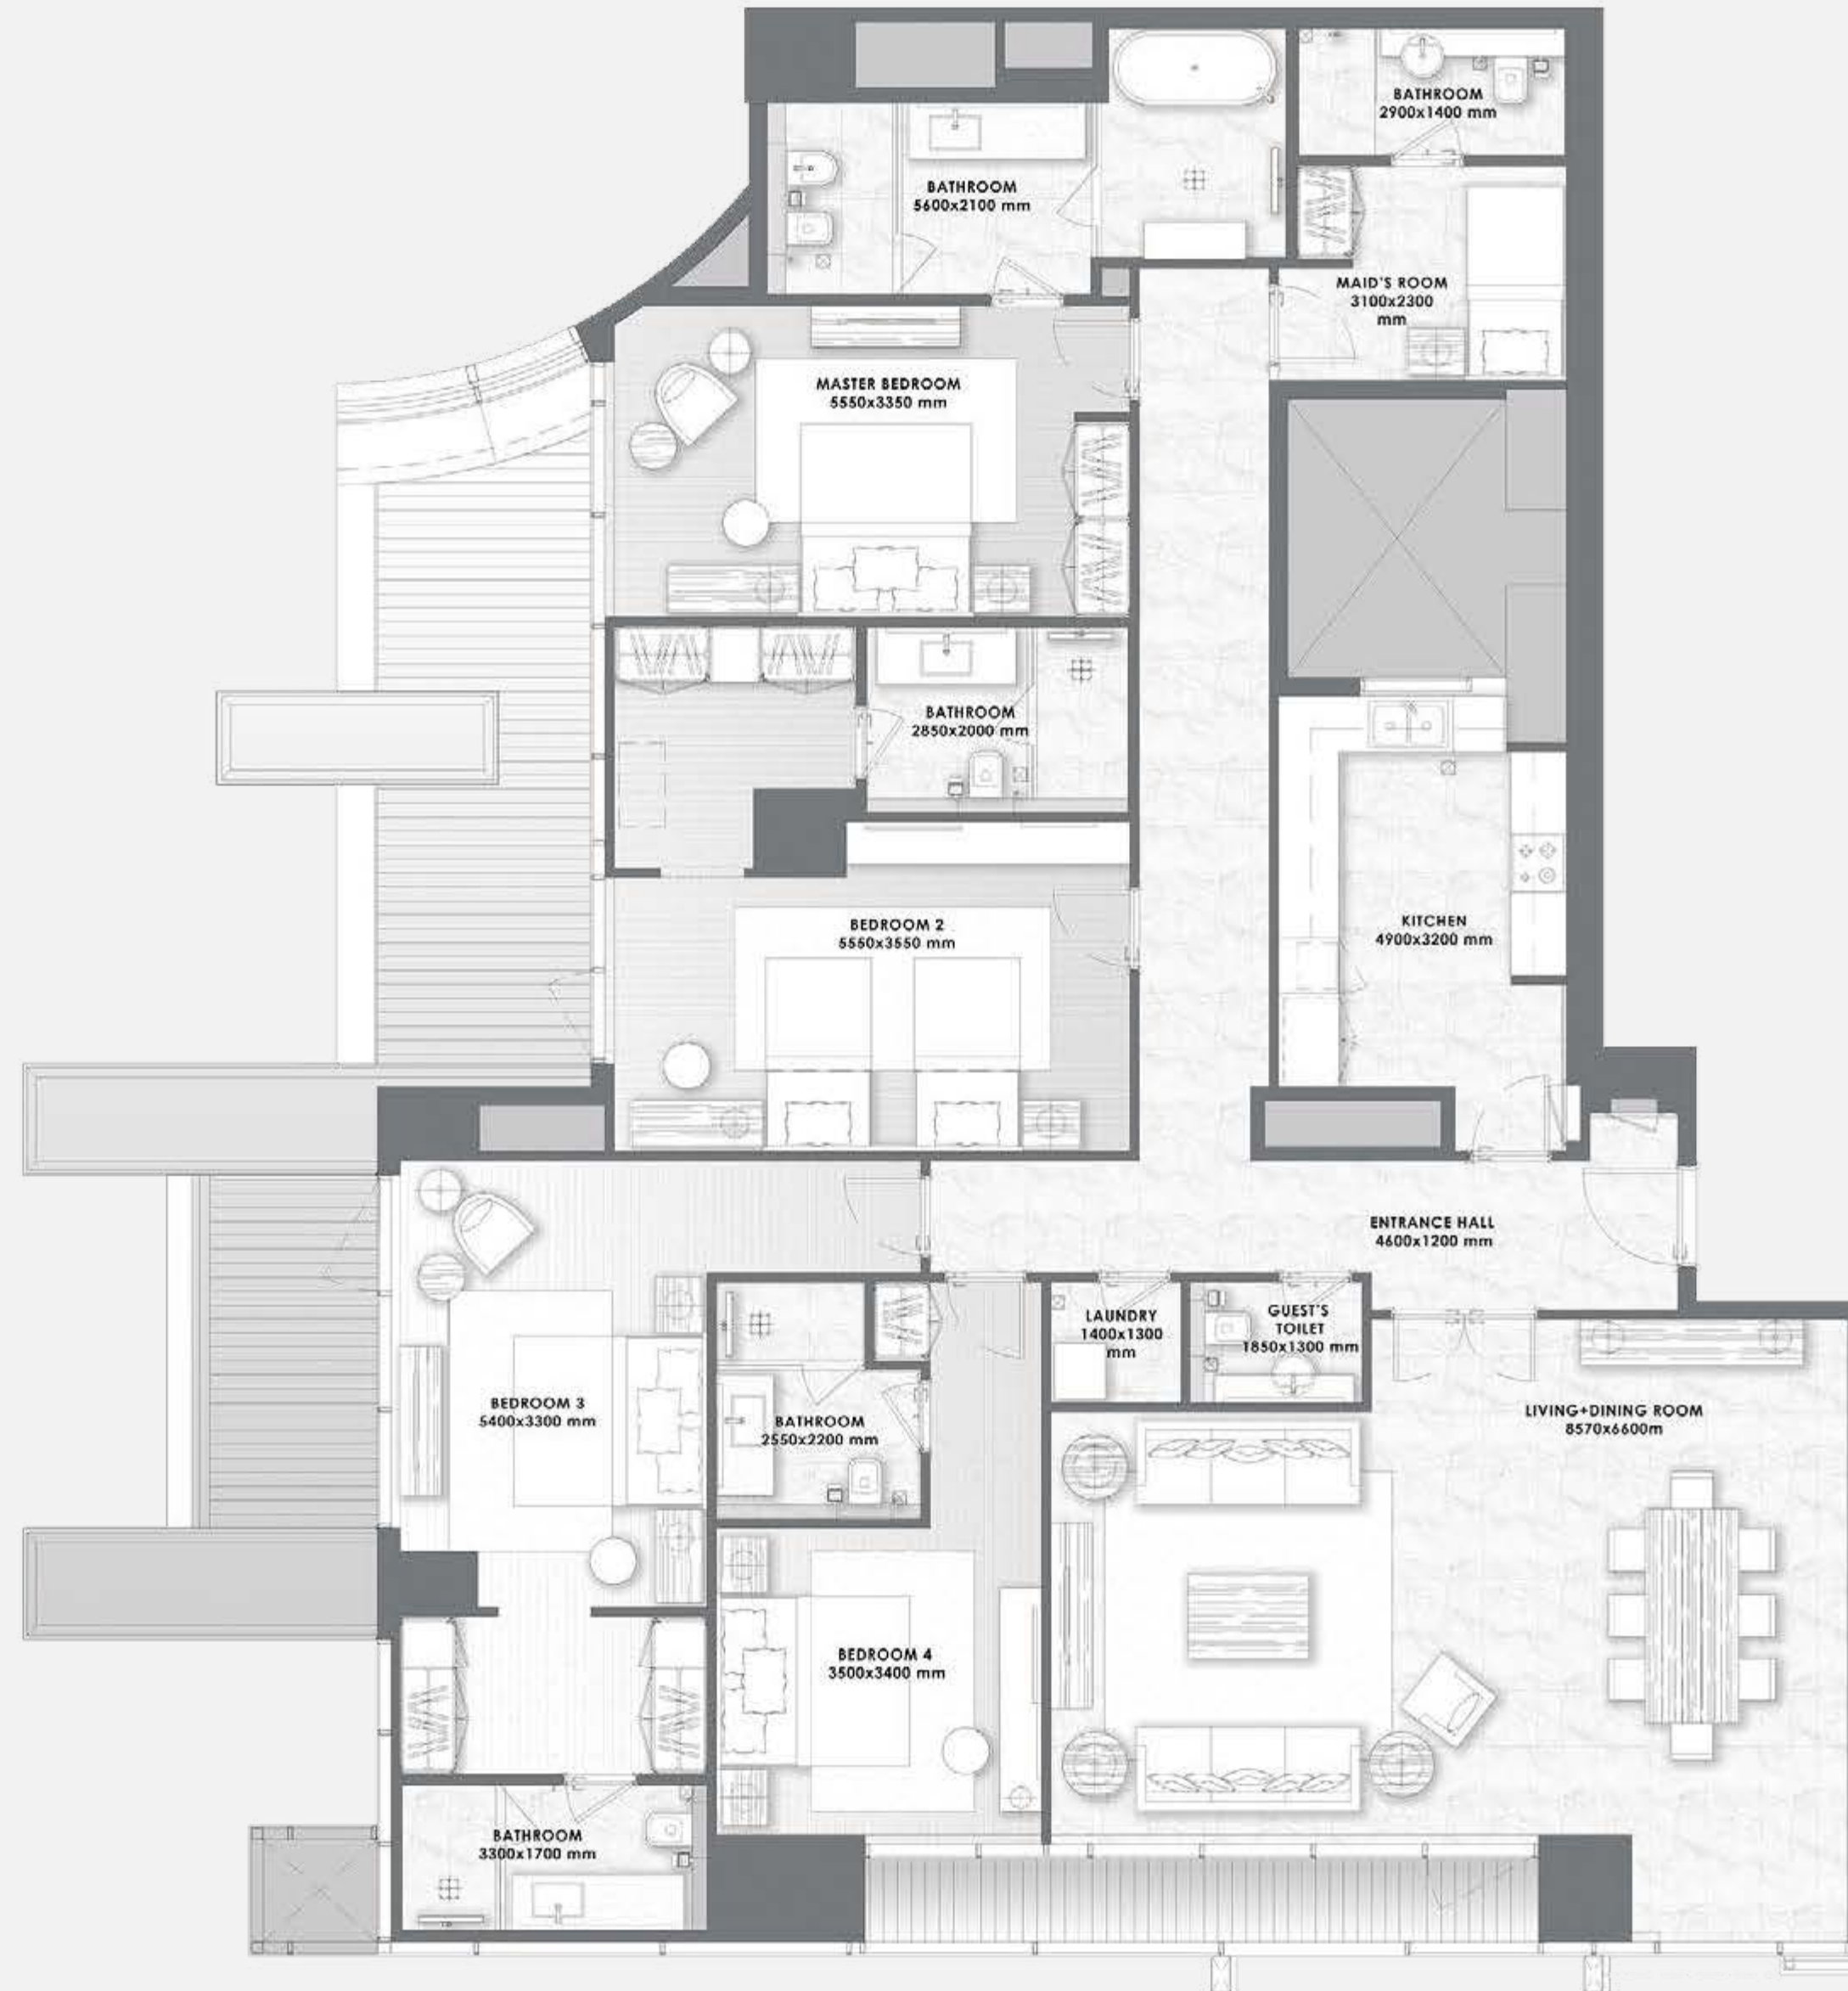 BATHROOM
2900x1400 mm
BATHROOM
5600x2100 mm
MAID'S ROOM
3100x2300
mm
MASTER BEDROOM
5550x3350 mm
BATHROOM
2850x2000 mm
BEDROOM 2
5550x3550 mm
KITCHEN
4900x3200 mm
ENTRANCE HALL
4600x1200 mm
LAUNDRY
1400x1300
mm
GUEST'S
TOILET
1850x1300 mm
BEDROOM 3
5400x3300 mm
BATHROOM
2550x2200 mm
LIVING+DINING ROOM
8570x6600m
BEDROOM 4
3500x3400 mm
BATHROOM
3300x1700 mm